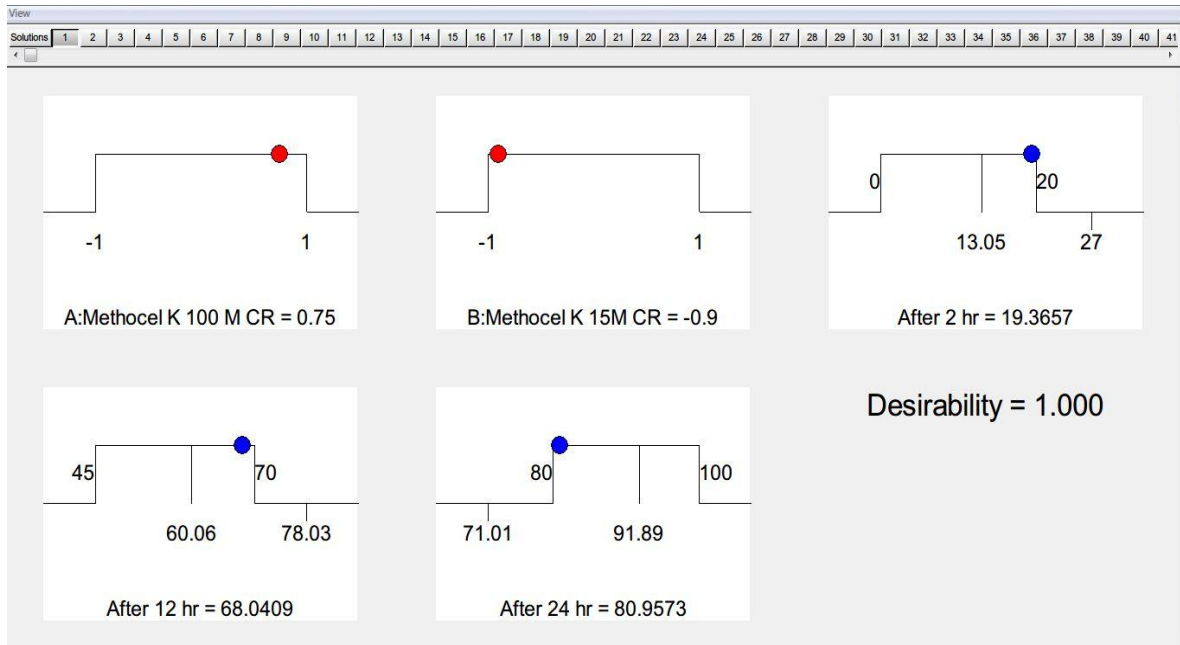 View
Solutions 1 2 3 4 5 6 7 8 9 10 11 12 13 14 15 16 17 18 19 20 21 22 23 24 25 26 27 28 29 30 31 32 33 34 35 36 37 38 39 40 41
-1 1
A:Methocel K 100 M CR = 0.75
-1 1
B:Methocel K 15M CR = -0.9
0 20
13.05 27
After 2 hr = 19.3657
45 70
60.06 78.03
After 12 hr = 68.0409
80 100
71.01 91.89
After 24 hr = 80.9573
Desirability = 1.000